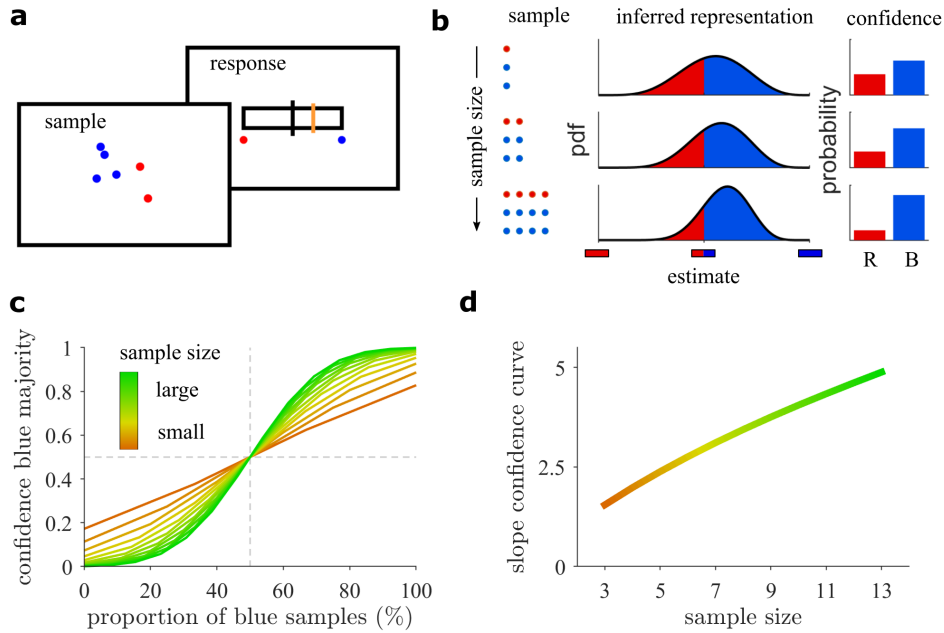 a
response
sample
b
sample
inferred representation
confidence
sample size
pdf
probability
R
B
estimate
c
confidence blue majority
sample size
large
small
1
0.8
0.6
0.4
0.2
0
0
20
40
60
80
100
proportion of blue samples (%)
d
slope confidence curve
5
2.5
0
3
5
7
9
11
13
sample size